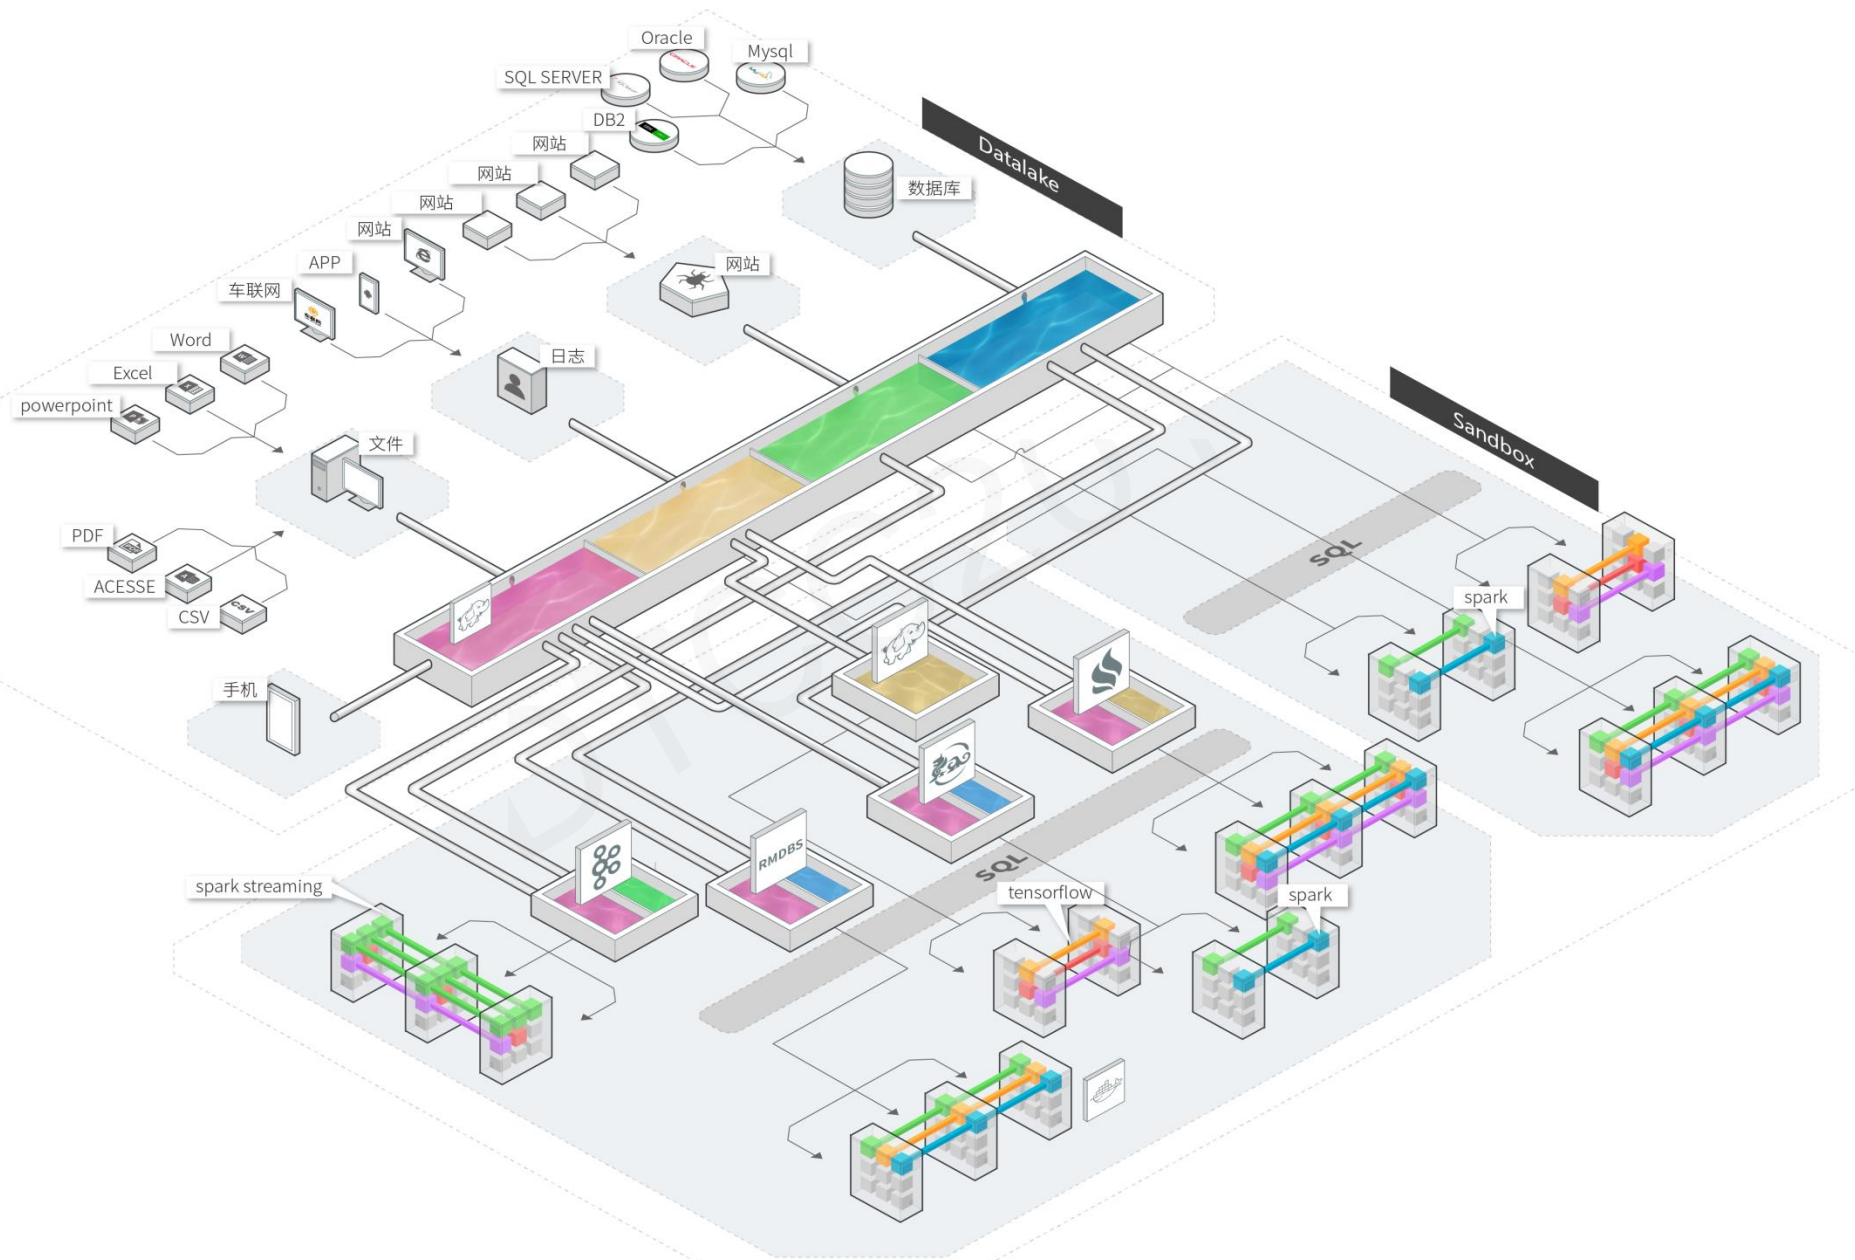 Oracle
Mysql
SQL SERVER
DB2
网站
网站
网站
网站
APP
车联网
Word
Excel
powerpoint
PDF
ACESSE
CSV
CSV
数据库
网站
日志
文件
手机
Datalake
Sandbox
SQL
spark
RMDBS
SQL
spark streaming
tensorflow
spark